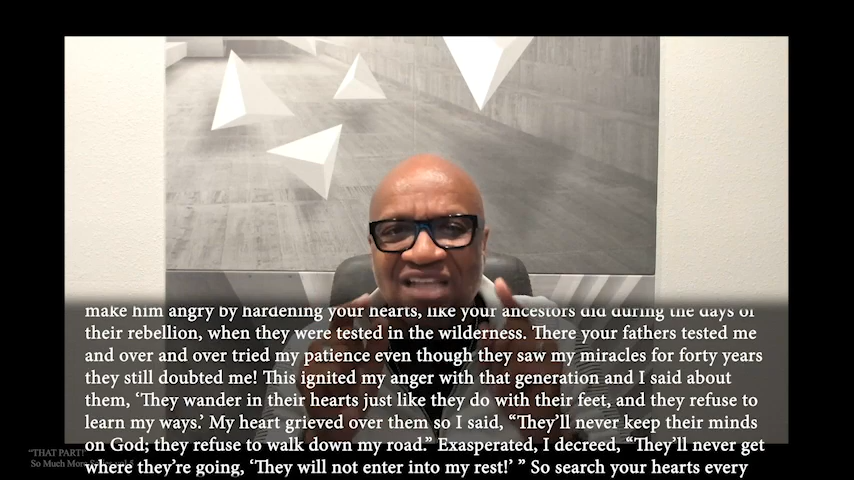 make him angry by hardening your hearts, like your ancestors did during the days of
their rebellion, when they were tested in the wilderness. There your fathers tested me
and over and over tried my patience even though they saw my miracles for forty years
they still doubted me! This ignited my anger with that generation and I said about
them, ‘They wander in their hearts just like they do with their feet, and they refuse to
learn my ways.’ My heart grieved over them so I said, “They’ll never keep their minds
on God; they refuse to walk down my road.” Exasperated, I decreed, “They’ll never get
where they’re going, ‘They will not enter into my rest!’ ” So search your hearts every
“THAT PART!
So Much More